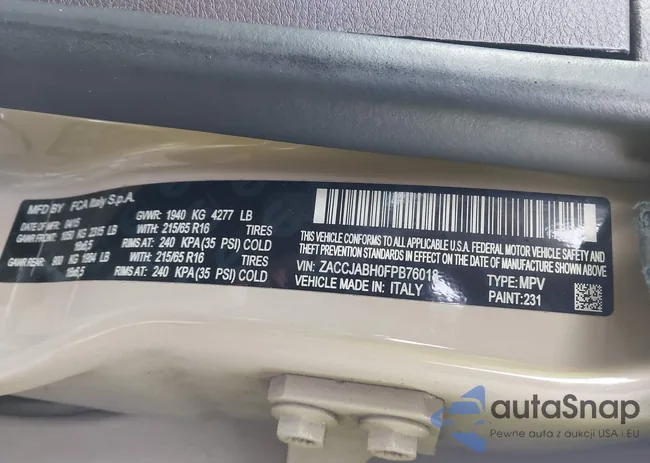 MFD BY FCA Italy S.p.A.
DATE OF MFR 04/15 GVWR: 1940 KG 4277 LB
GAWR FRONT: 1050 KG 2315 LB WITH: 215/65 R16 TIRES
16x6,5 RIMS AT: 240 KPA(35 PSI) COLD
GAWR REAR: 900 KG 1984 LB WITH: 215/65 R16 TIRES
16x6,5 RIMS AT: 240 KPA(35 PSI) COLD
THIS VEHICLE CONFORMS TO ALL APPLICABLE U.S.A. FEDERAL MOTOR VEHICLE SAFETY AND
THEFT PREVENTION STANDARDS IN EFFECT ON THE DATE OF MANUFACTURE SHOWN ABOVE.
VIN: ZACCJABH0FPB76018 TYPE: MPV
VEHICLE MADE IN: ITALY PAINT: 231
autaSnap
Pewne auta z aukcji USA i EU